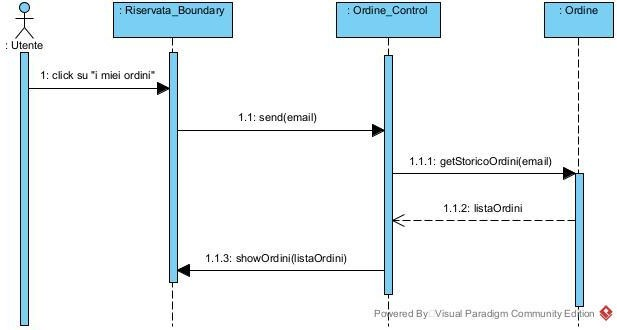 : Utente
: Riservata_Boundary
: Ordine_Control
: Ordine
1: click su "i miei ordini"
1.1: send(email)
1.1.1: getStoricoOrdini(email)
1.1.2: listaOrdini
1.1.3: showOrdini(listaOrdini)
Powered By Visual Paradigm Community Edition